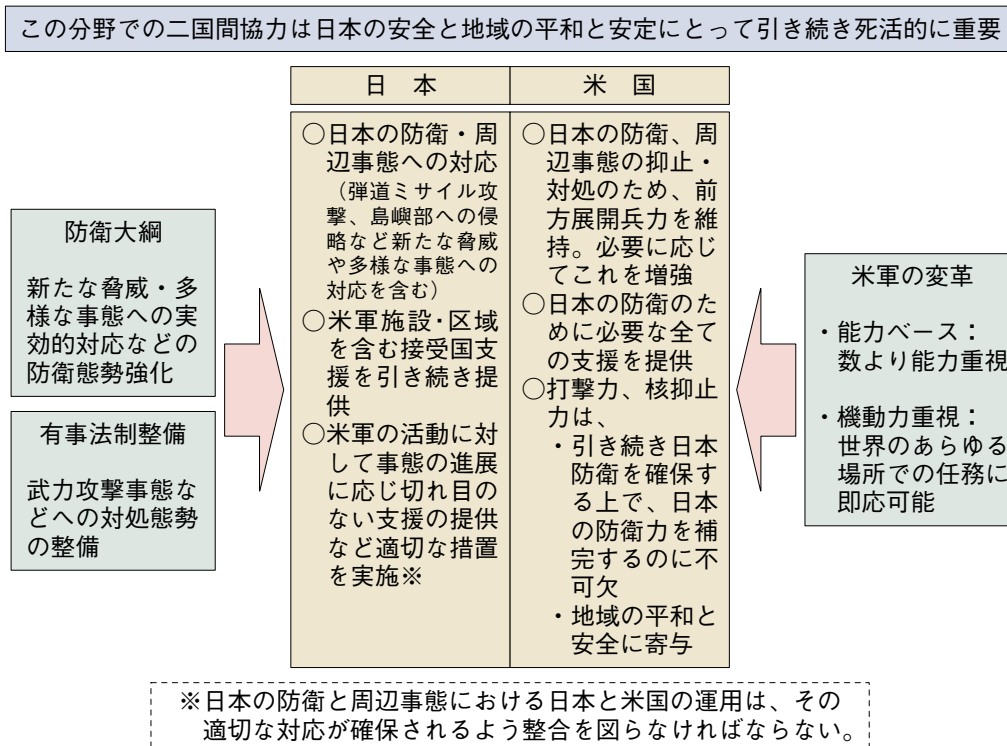 この分野での二国間協力は日本の安全と地域の平和と安定にとって引き続き死活的に重要
防衛大綱
新たな脅威・多
様な事態への実
効的対応などの
防衛態勢強化
有事法制整備
武力攻撃事態な
どへの対処態勢
の整備
日 本
○日本の防衛・周
辺事態への対応
（弾道ミサイル攻
撃、島嶼部への侵
略など新たな脅威
や多様な事態への
対応を含む）
○米軍施設・区域
を含む接受国支
援を引き続き提
供
○米軍の活動に対
して事態の進展
に応じ切れ目の
ない支援の提供
など適切な措置
を実施※
米 国
○日本の防衛、周
辺事態の抑止・
対処のため、前
方展開兵力を維
持。必要に応じ
てこれを増強
○日本の防衛のた
めに必要な全て
の支援を提供
○打撃力、核抑止
力は、
・引き続き日本
防衛を確保す
る上で、日本
の防衛力を補
完するのに不
可欠
・地域の平和と
安全に寄与
米軍の変革
・能力ベース：
数より能力重視
・機動力重視：
世界のあらゆる
場所での任務に
即応可能
※日本の防衛と周辺事態における日本と米国の運用は、その
適切な対応が確保されるよう整合を図らなければならない。